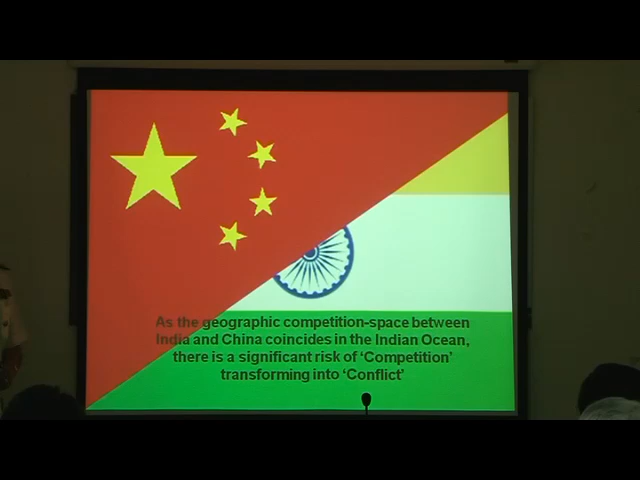 As the geographic competition-space between
India and China coincides in the Indian Ocean,
there is a significant risk of ‘Competition’
transforming into ‘Conflict’